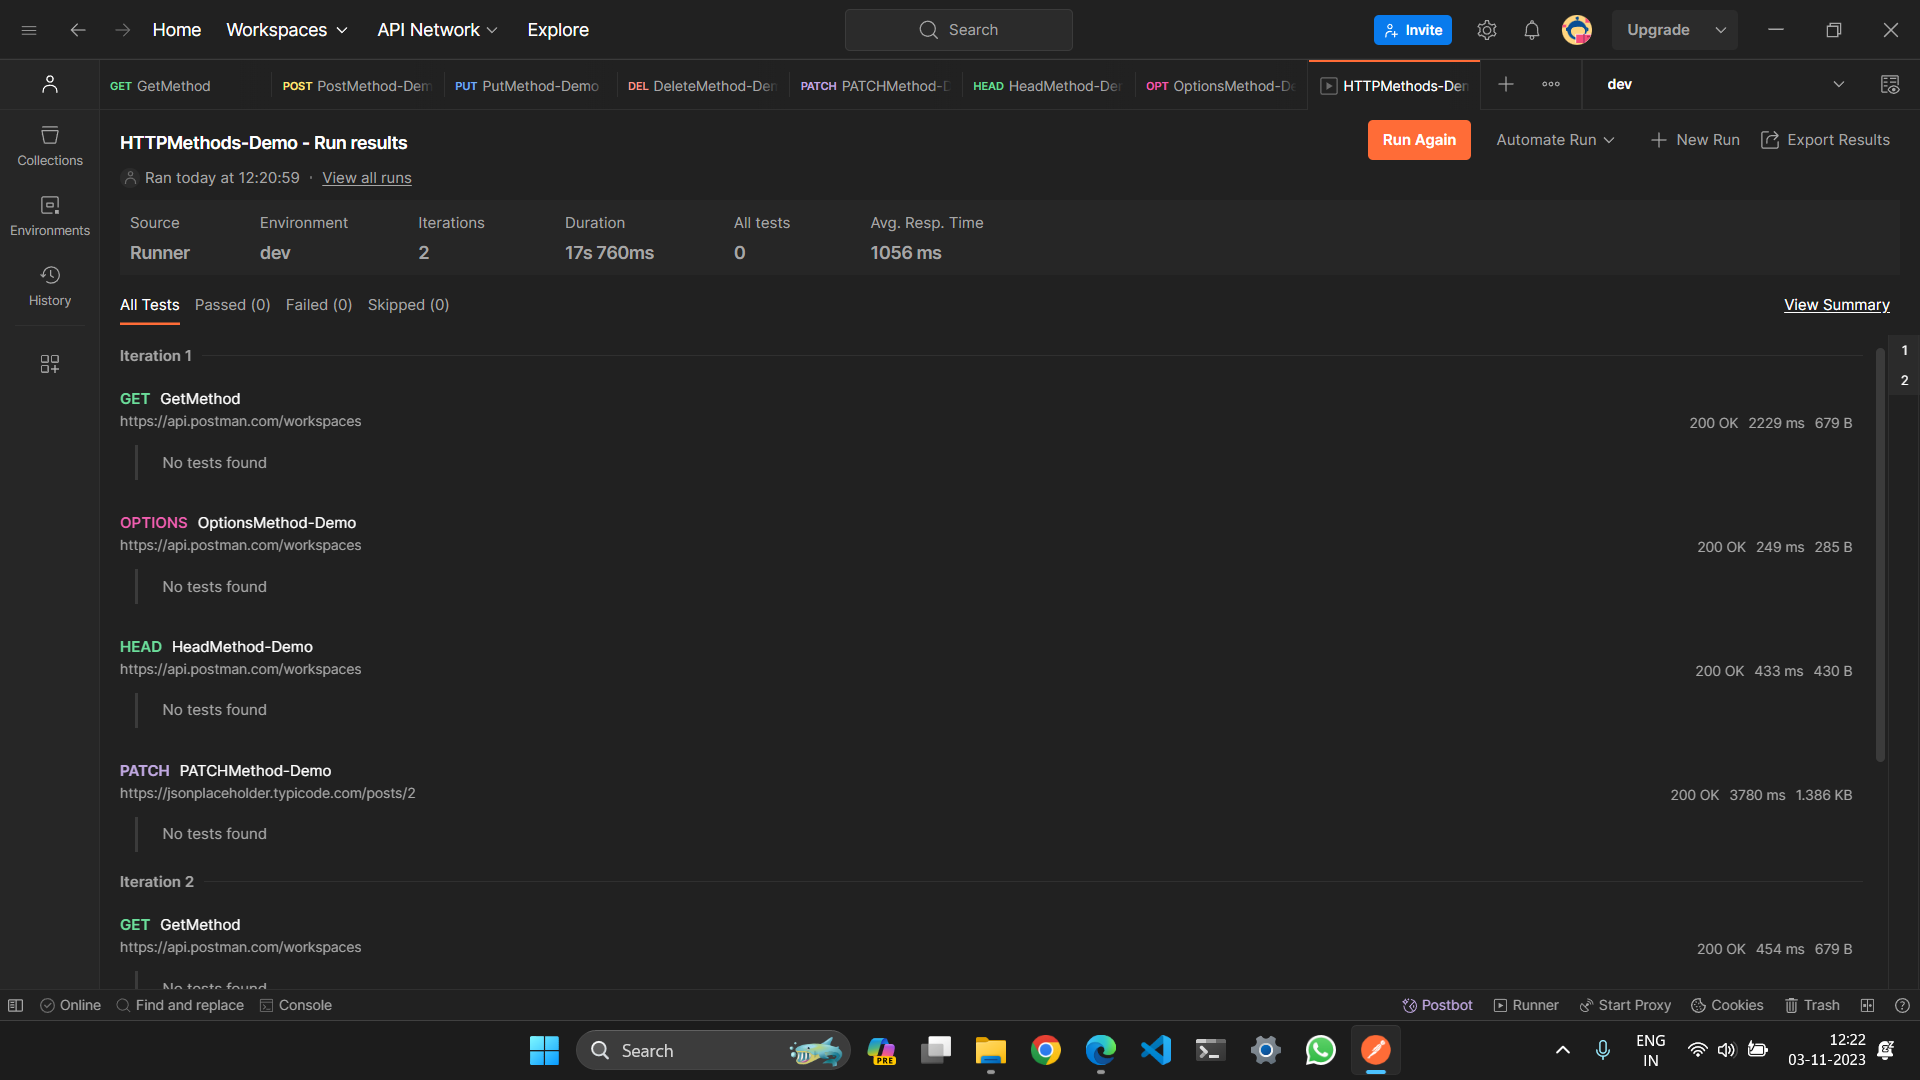 Home Workspaces API Network Explore Search Invite Upgrade
GET GetMethod POST PostMethod-Dem PUT PutMethod-Demo DEL DeleteMethod-Den PATCH PATCHMethod-D HEAD HeadMethod-Der OPT OptionsMethod-De HTTPMethods-Den dev
Collections
Environments
History
HTTPMethods-Demo - Run results
Run Again Automate Run New Run Export Results
Ran today at 12:20:59 · View all runs
Source Environment Iterations Duration All tests Avg. Resp. Time
Runner dev 2 17s 760ms 0 1056 ms
All Tests Passed (0) Failed (0) Skipped (0) View Summary
Iteration 1
1
2
GET GetMethod
https://api.postman.com/workspaces
200 OK 2229 ms 679 B
No tests found
OPTIONS OptionsMethod-Demo
https://api.postman.com/workspaces
200 OK 249 ms 285 B
No tests found
HEAD HeadMethod-Demo
https://api.postman.com/workspaces
200 OK 433 ms 430 B
No tests found
PATCH PATCHMethod-Demo
https://jsonplaceholder.typicode.com/posts/2
200 OK 3780 ms 1.386 KB
No tests found
Iteration 2
GET GetMethod
https://api.postman.com/workspaces
200 OK 454 ms 679 B
No tests found
Online Find and replace Console Postbot Runner Start Proxy Cookies Trash
Search PRE
ENG
IN
12:22
03-11-2023